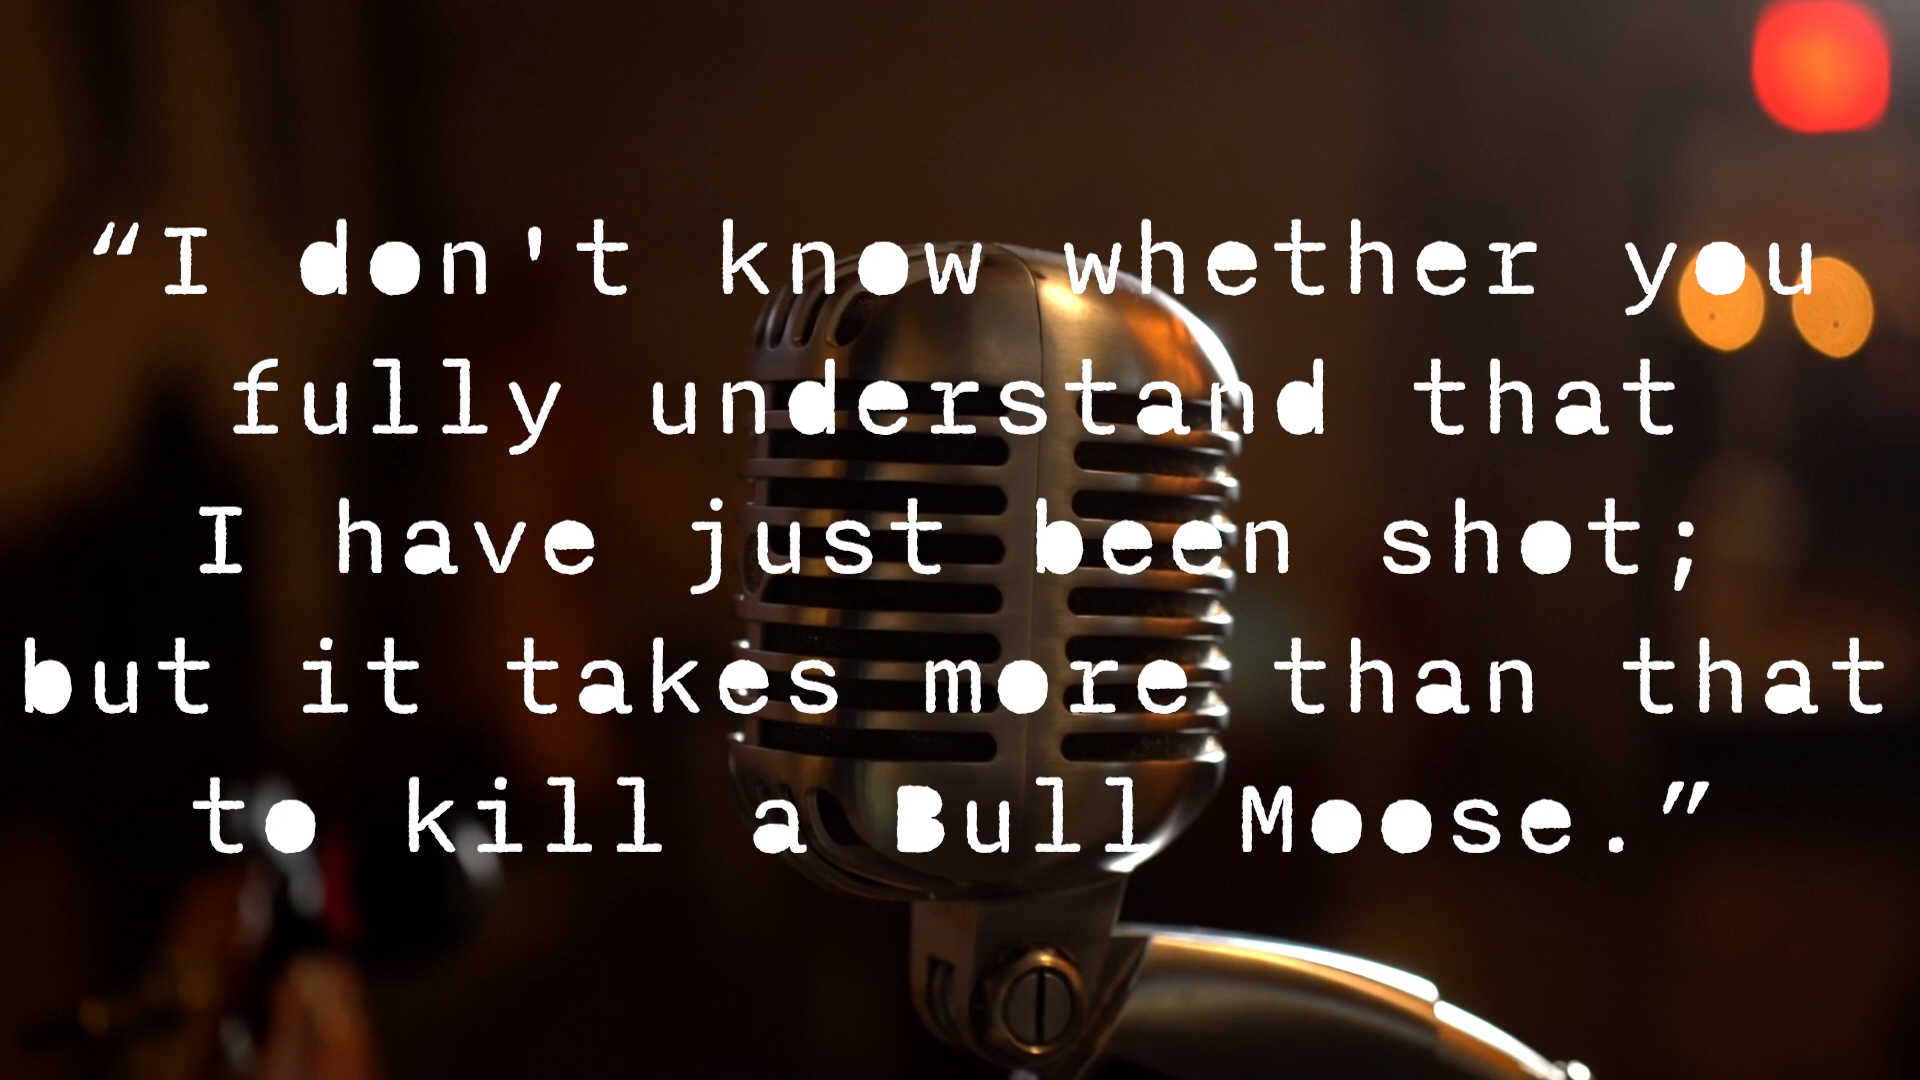 “I don't know whether you
fully understand that
I have just been shot;
but it takes more than that
to kill a Bull Moose.”